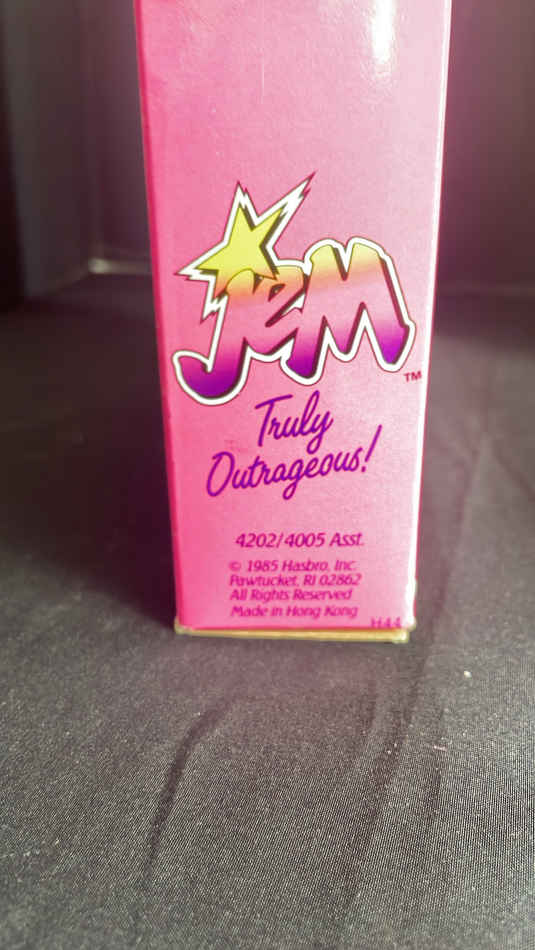 Jem
TM
Truly
Outrageous!
4202/4005 Asst.
© 1985 Hasbro, Inc.
Pawtucket, RI 02862
All Rights Reserved
Made in Hong Kong
H44